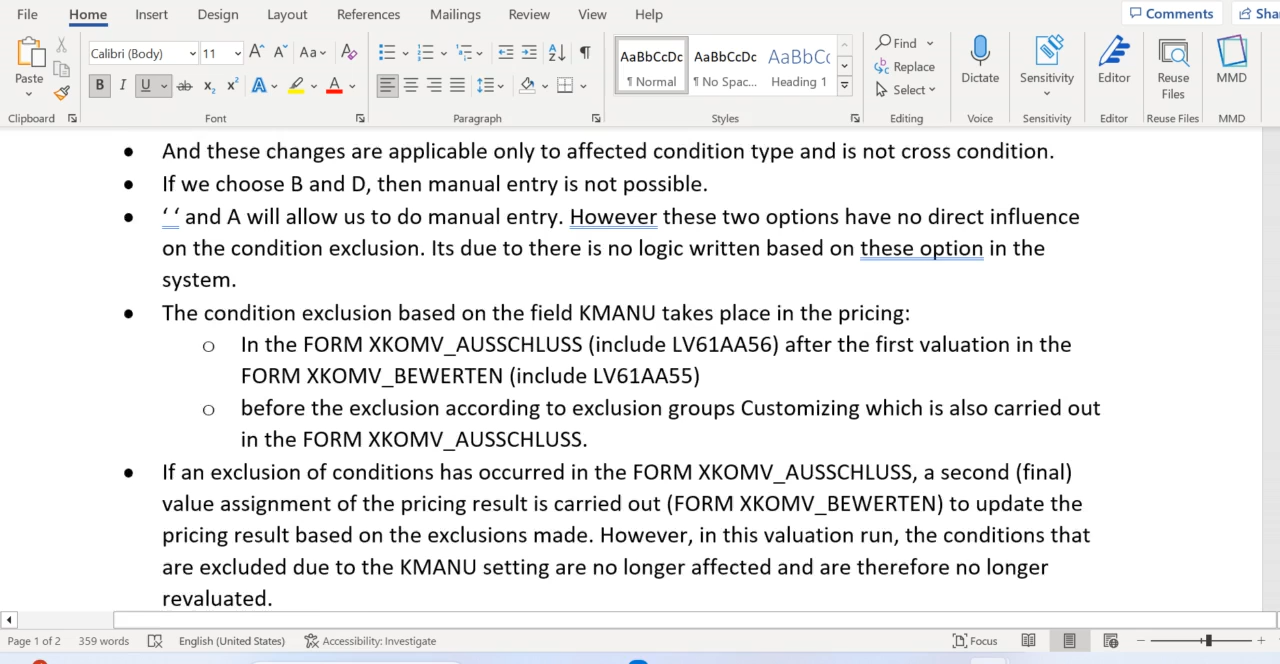 File Home Insert Design Layout References Mailings Review View Help Comments Sha
Calibri (Body) 11 Aa A AaBbCcDc AaBbCcDc AaBbCc Find
Paste B I U ab x₂ x² A A ¶ Normal ¶ No Spac... Heading 1 Replace Dictate Sensitivity Editor Reuse Files MMD
Select
Clipboard Font Paragraph Styles Editing Voice Sensitivity Editor Reuse Files MMD
• And these changes are applicable only to affected condition type and is not cross condition.
• If we choose B and D, then manual entry is not possible.
• ‘ ‘ and A will allow us to do manual entry. However these two options have no direct influence
on the condition exclusion. Its due to there is no logic written based on these option in the
system.
• The condition exclusion based on the field KMANU takes place in the pricing:
o In the FORM XKOMV_AUSSCHLUSS (include LV61AA56) after the first valuation in the
FORM XKOMV_BEWERTEN (include LV61AA55)
o before the exclusion according to exclusion groups Customizing which is also carried out
in the FORM XKOMV_AUSSCHLUSS.
• If an exclusion of conditions has occurred in the FORM XKOMV_AUSSCHLUSS, a second (final)
value assignment of the pricing result is carried out (FORM XKOMV_BEWERTEN) to update the
pricing result based on the exclusions made. However, in this valuation run, the conditions that
are excluded due to the KMANU setting are no longer affected and are therefore no longer
revaluated.
Page 1 of 2 359 words English (United States) Accessibility: Investigate Focus